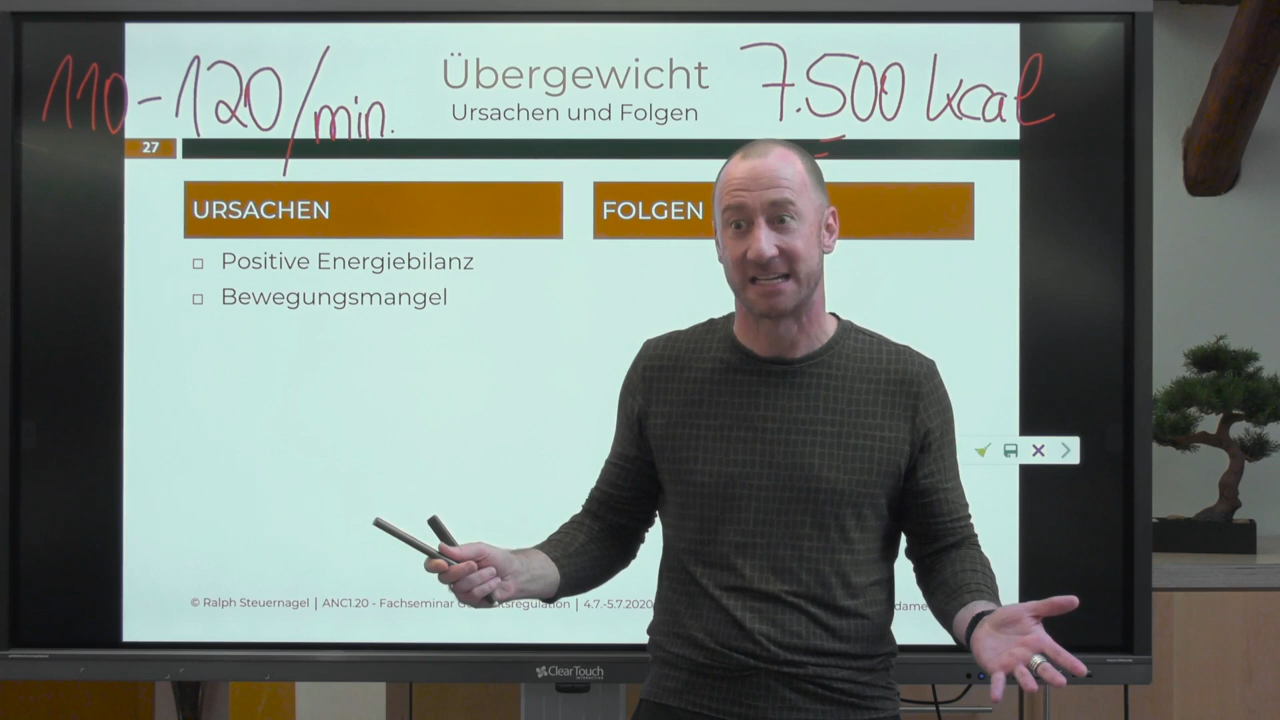 110-120/min.
Übergewicht
7.500 kcal
Ursachen und Folgen
27
URSACHEN
FOLGEN
□ Positive Energiebilanz
□ Bewegungsmangel
© Ralph Steuernagel | ANC1.20 - Fachseminar | 4.7.-5.7.2020
ClearTouch
INTERACTIVE